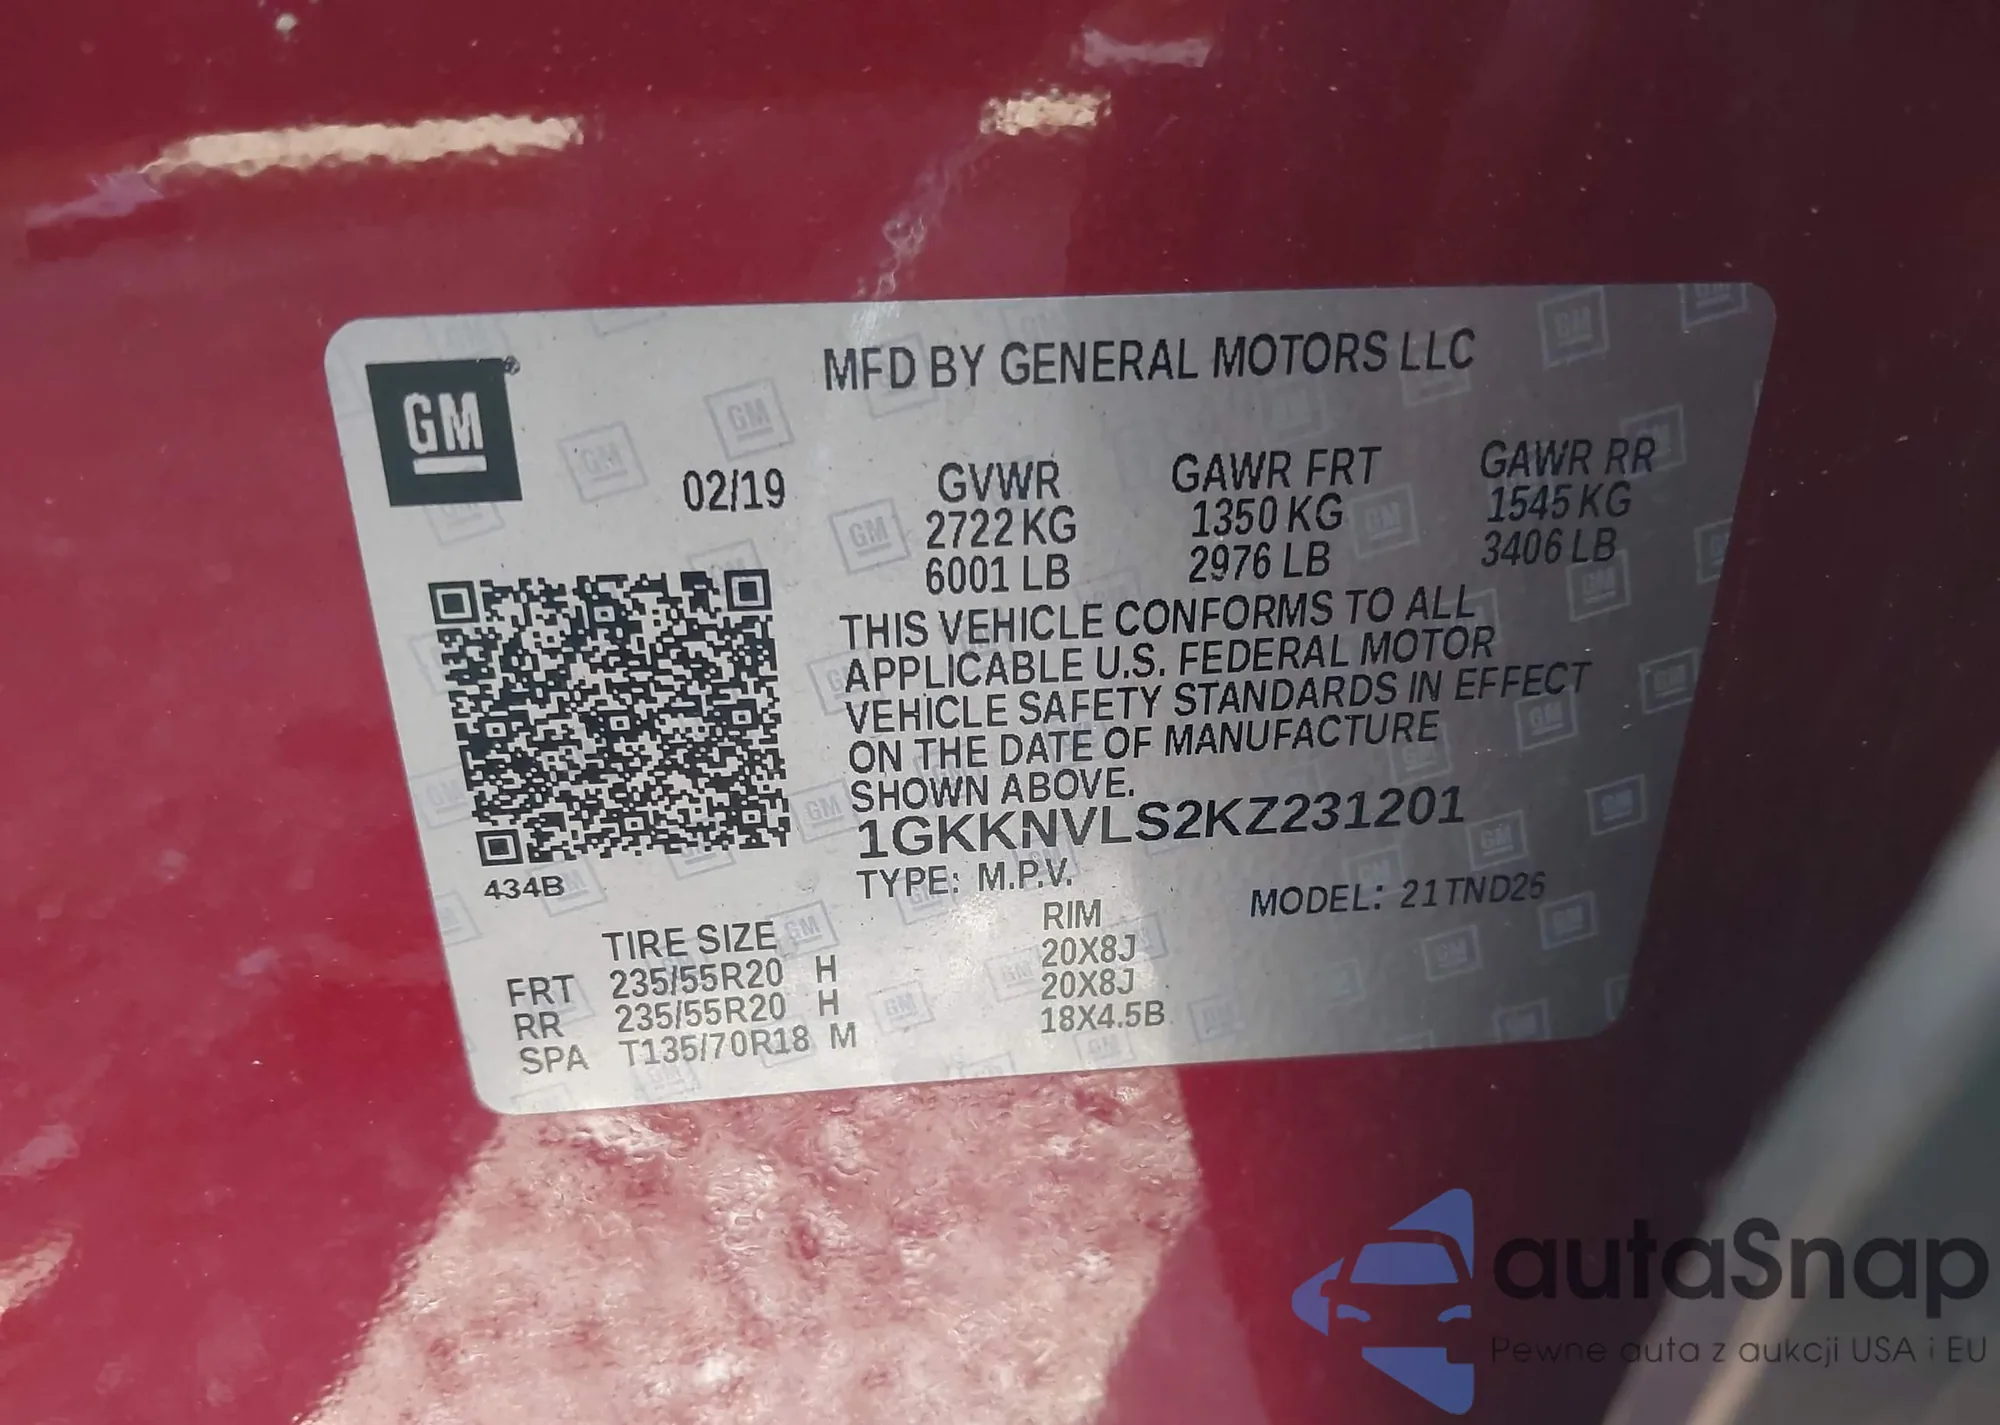 GM
MFD BY GENERAL MOTORS LLC
02/19
GVWR GAWR FRT GAWR RR
2722 KG 1350 KG 1545 KG
6001 LB 2976 LB 3406 LB
THIS VEHICLE CONFORMS TO ALL
APPLICABLE U.S. FEDERAL MOTOR
VEHICLE SAFETY STANDARDS IN EFFECT
ON THE DATE OF MANUFACTURE
SHOWN ABOVE.
1GKKNVLS2KZ231201
434B
TYPE: M.P.V. MODEL: 21TND26
TIRE SIZE RIM
FRT 235/55R20 H 20X8J
RR 235/55R20 H 20X8J
SPA T135/70R18 M 18X4.5B
autaSnap
Pewne auta z aukcji USA i EU